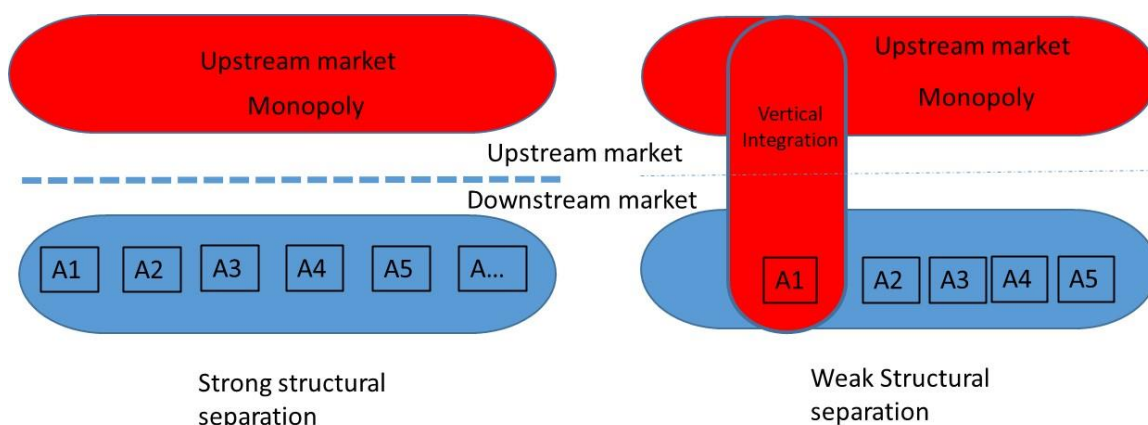 Upstream market
Monopoly
Upstream market
Downstream market
A1 A2 A3 A4 A5 A...
Strong structural
separation
Upstream market
Monopoly
Vertical
Integration
A1 A2 A3 A4 A5
Weak Structural
separation